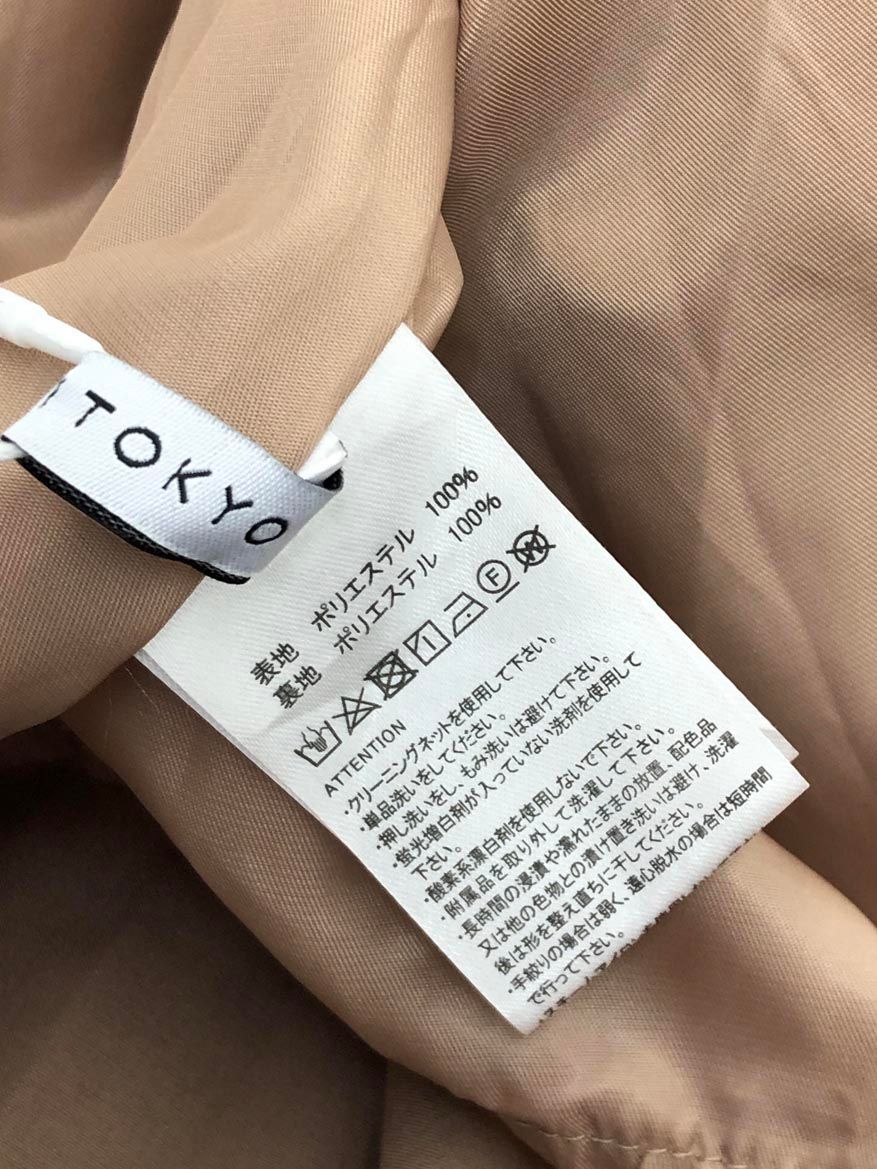 TOKYO
表地 ポリエステル 100%
裏地 ポリエステル 100%
F W
ATTENTION
・クリーニングネットを使用して下さい。
・単品洗いをしてください。
・押し洗いをし、もみ洗いは避けて下さい。
・蛍光増白剤が入っていない洗剤を使用して
下さい。
・酸素系漂白剤を使用しないで下さい。
・附属品を取り外して洗濯して下さい。
・長時間の浸漬や濡れたままの放置、配色品
又は他の色物との漬け置き洗いは避け、洗濯
後は形を整え直ちに干してください。
・手絞りの場合は弱く、遠心脱水の場合は短時間
で行って下さい。